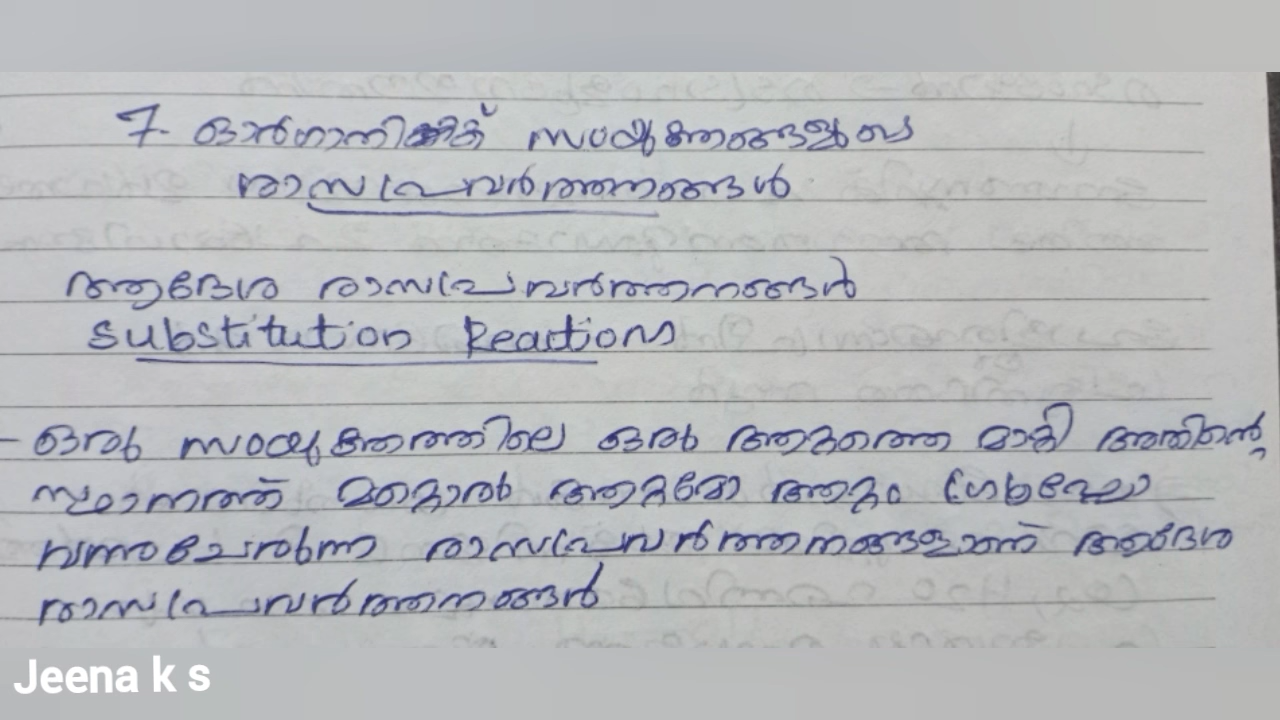 7. ഓർഗാനിക് സംയുക്തങ്ങളുടെ
രാസപ്രവർത്തനങ്ങൾ
ആദേശ രാസപ്രവർത്തനങ്ങൾ
Substitution Reactions
- ഒരു സംയുക്തത്തിലെ ഒരു ആറ്റത്തെ മാറ്റി അതിന്റെ
സ്ഥാനത്ത് മറ്റൊരു ആറ്റമോ ആറ്റം ഗ്രൂപ്പോ
വന്നുചേരുന്ന രാസപ്രവർത്തനങ്ങളാണ് ആദേശ
രാസപ്രവർത്തനങ്ങൾ
Jeena k s